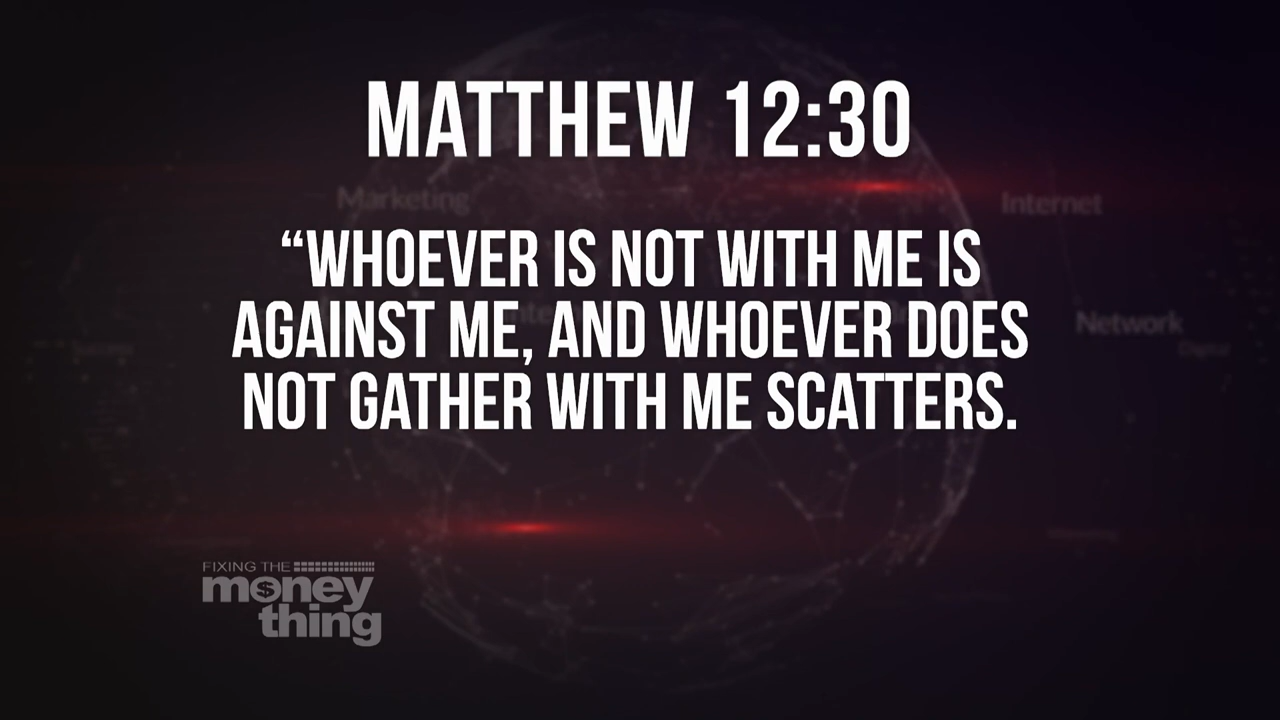 MATTHEW 12:30
Marketing
Internet
“WHOEVER IS NOT WITH ME IS
AGAINST ME, AND WHOEVER DOES
Network
Digital
NOT GATHER WITH ME SCATTERS.
FIXING THE
money
thing